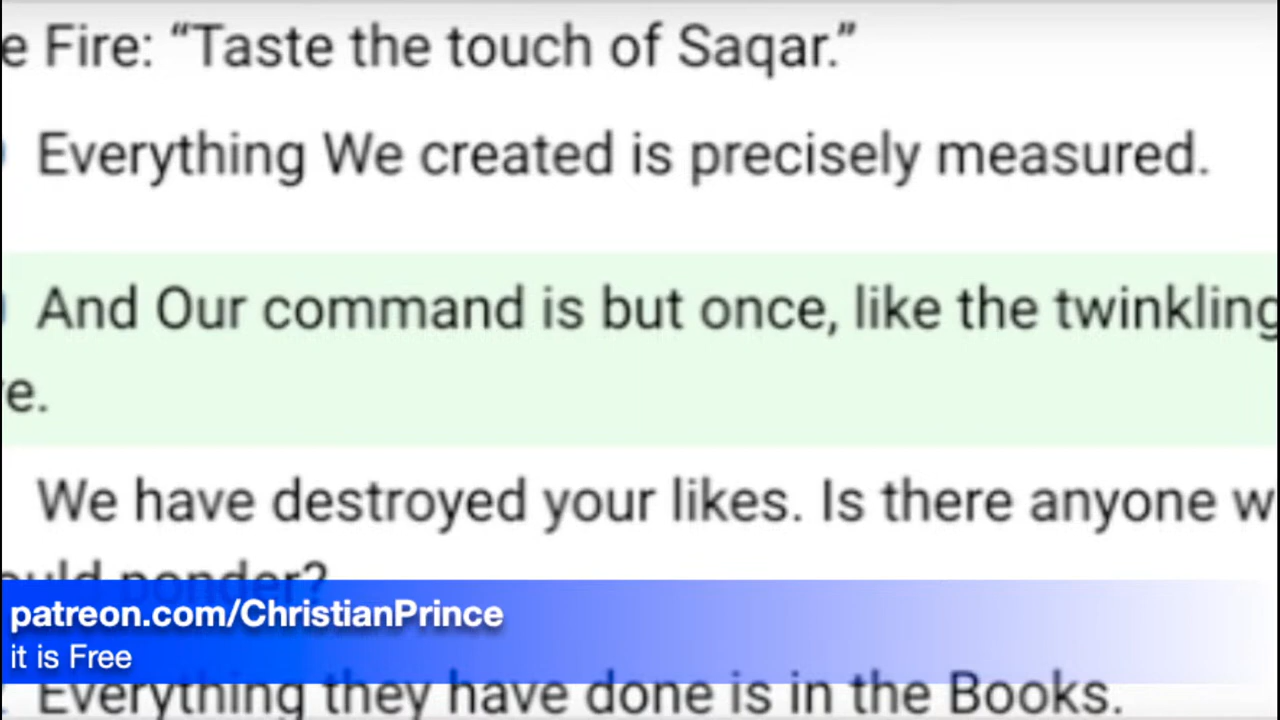 e Fire: “Taste the touch of Saqar.”
Everything We created is precisely measured.
And Our command is but once, like the twinkling
e.
We have destroyed your likes. Is there anyone w
ould ponder?
patreon.com/ChristianPrince
it is Free
Everything they have done is in the Books.